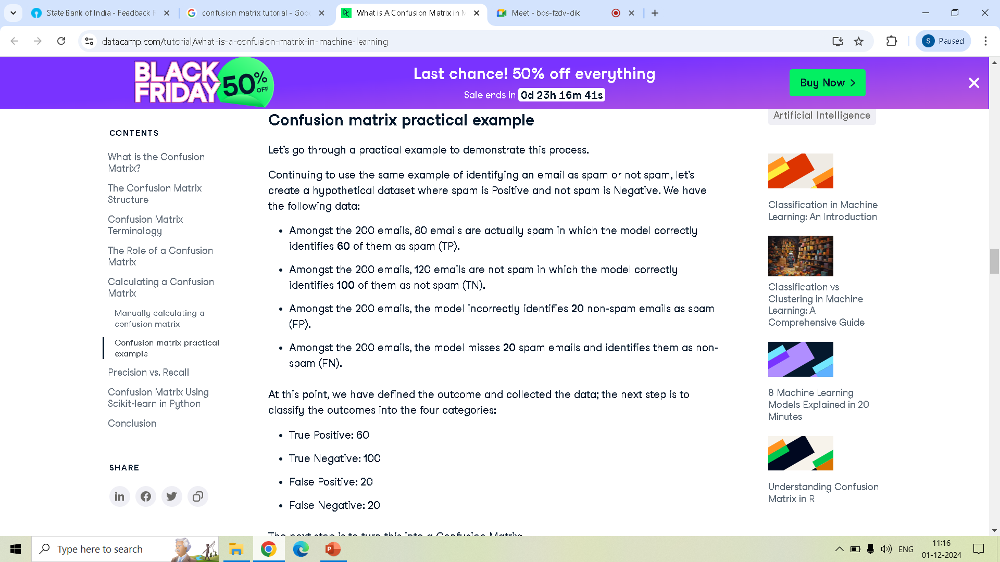 State Bank of India - Feedback F
confusion matrix tutorial - Goo
What is A Confusion Matrix in M
Meet - bos-fzdv-dik
datacamp.com/tutorial/what-is-a-confusion-matrix-in-machine-learning
S Paused
BLACK
FRIDAY
50% OFF
Last chance! 50% off everything
Sale ends in 0d 23h 16m 41s
Buy Now
CONTENTS
What is the Confusion
Matrix?
The Confusion Matrix
Structure
Confusion Matrix
Terminology
The Role of a Confusion
Matrix
Calculating a Confusion
Matrix
Manually calculating a
confusion matrix
Confusion matrix practical
example
Precision vs. Recall
Confusion Matrix Using
Scikit-learn in Python
Conclusion
SHARE
Confusion matrix practical example
Let's go through a practical example to demonstrate this process.
Continuing to use the same example of identifying an email as spam or not spam, let's
create a hypothetical dataset where spam is Positive and not spam is Negative. We have
the following data:
• Amongst the 200 emails, 80 emails are actually spam in which the model correctly
identifies 60 of them as spam (TP).
• Amongst the 200 emails, 120 emails are not spam in which the model correctly
identifies 100 of them as not spam (TN).
• Amongst the 200 emails, the model incorrectly identifies 20 non-spam emails as spam
(FP).
• Amongst the 200 emails, the model misses 20 spam emails and identifies them as non-
spam (FN).
At this point, we have defined the outcome and collected the data; the next step is to
classify the outcomes into the four categories:
• True Positive: 60
• True Negative: 100
• False Positive: 20
• False Negative: 20
The next step is to turn this into a Confusion Matrix:
Artificial Intelligence
Classification in Machine
Learning: An Introduction
Classification vs
Clustering in Machine
Learning: A
Comprehensive Guide
8 Machine Learning
Models Explained in 20
Minutes
Understanding Confusion
Matrix in R
Type here to search
ENG
11:16
01-12-2024